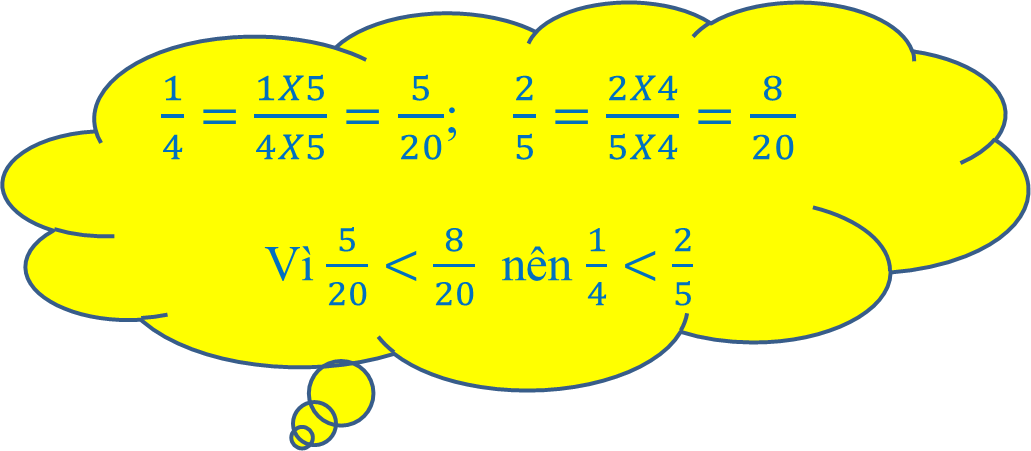 1/4 = 1X5/4X5 = 5/20; 2/5 = 2X4/5X4 = 8/20
Vì 5/20 < 8/20 nên 1/4 < 2/5